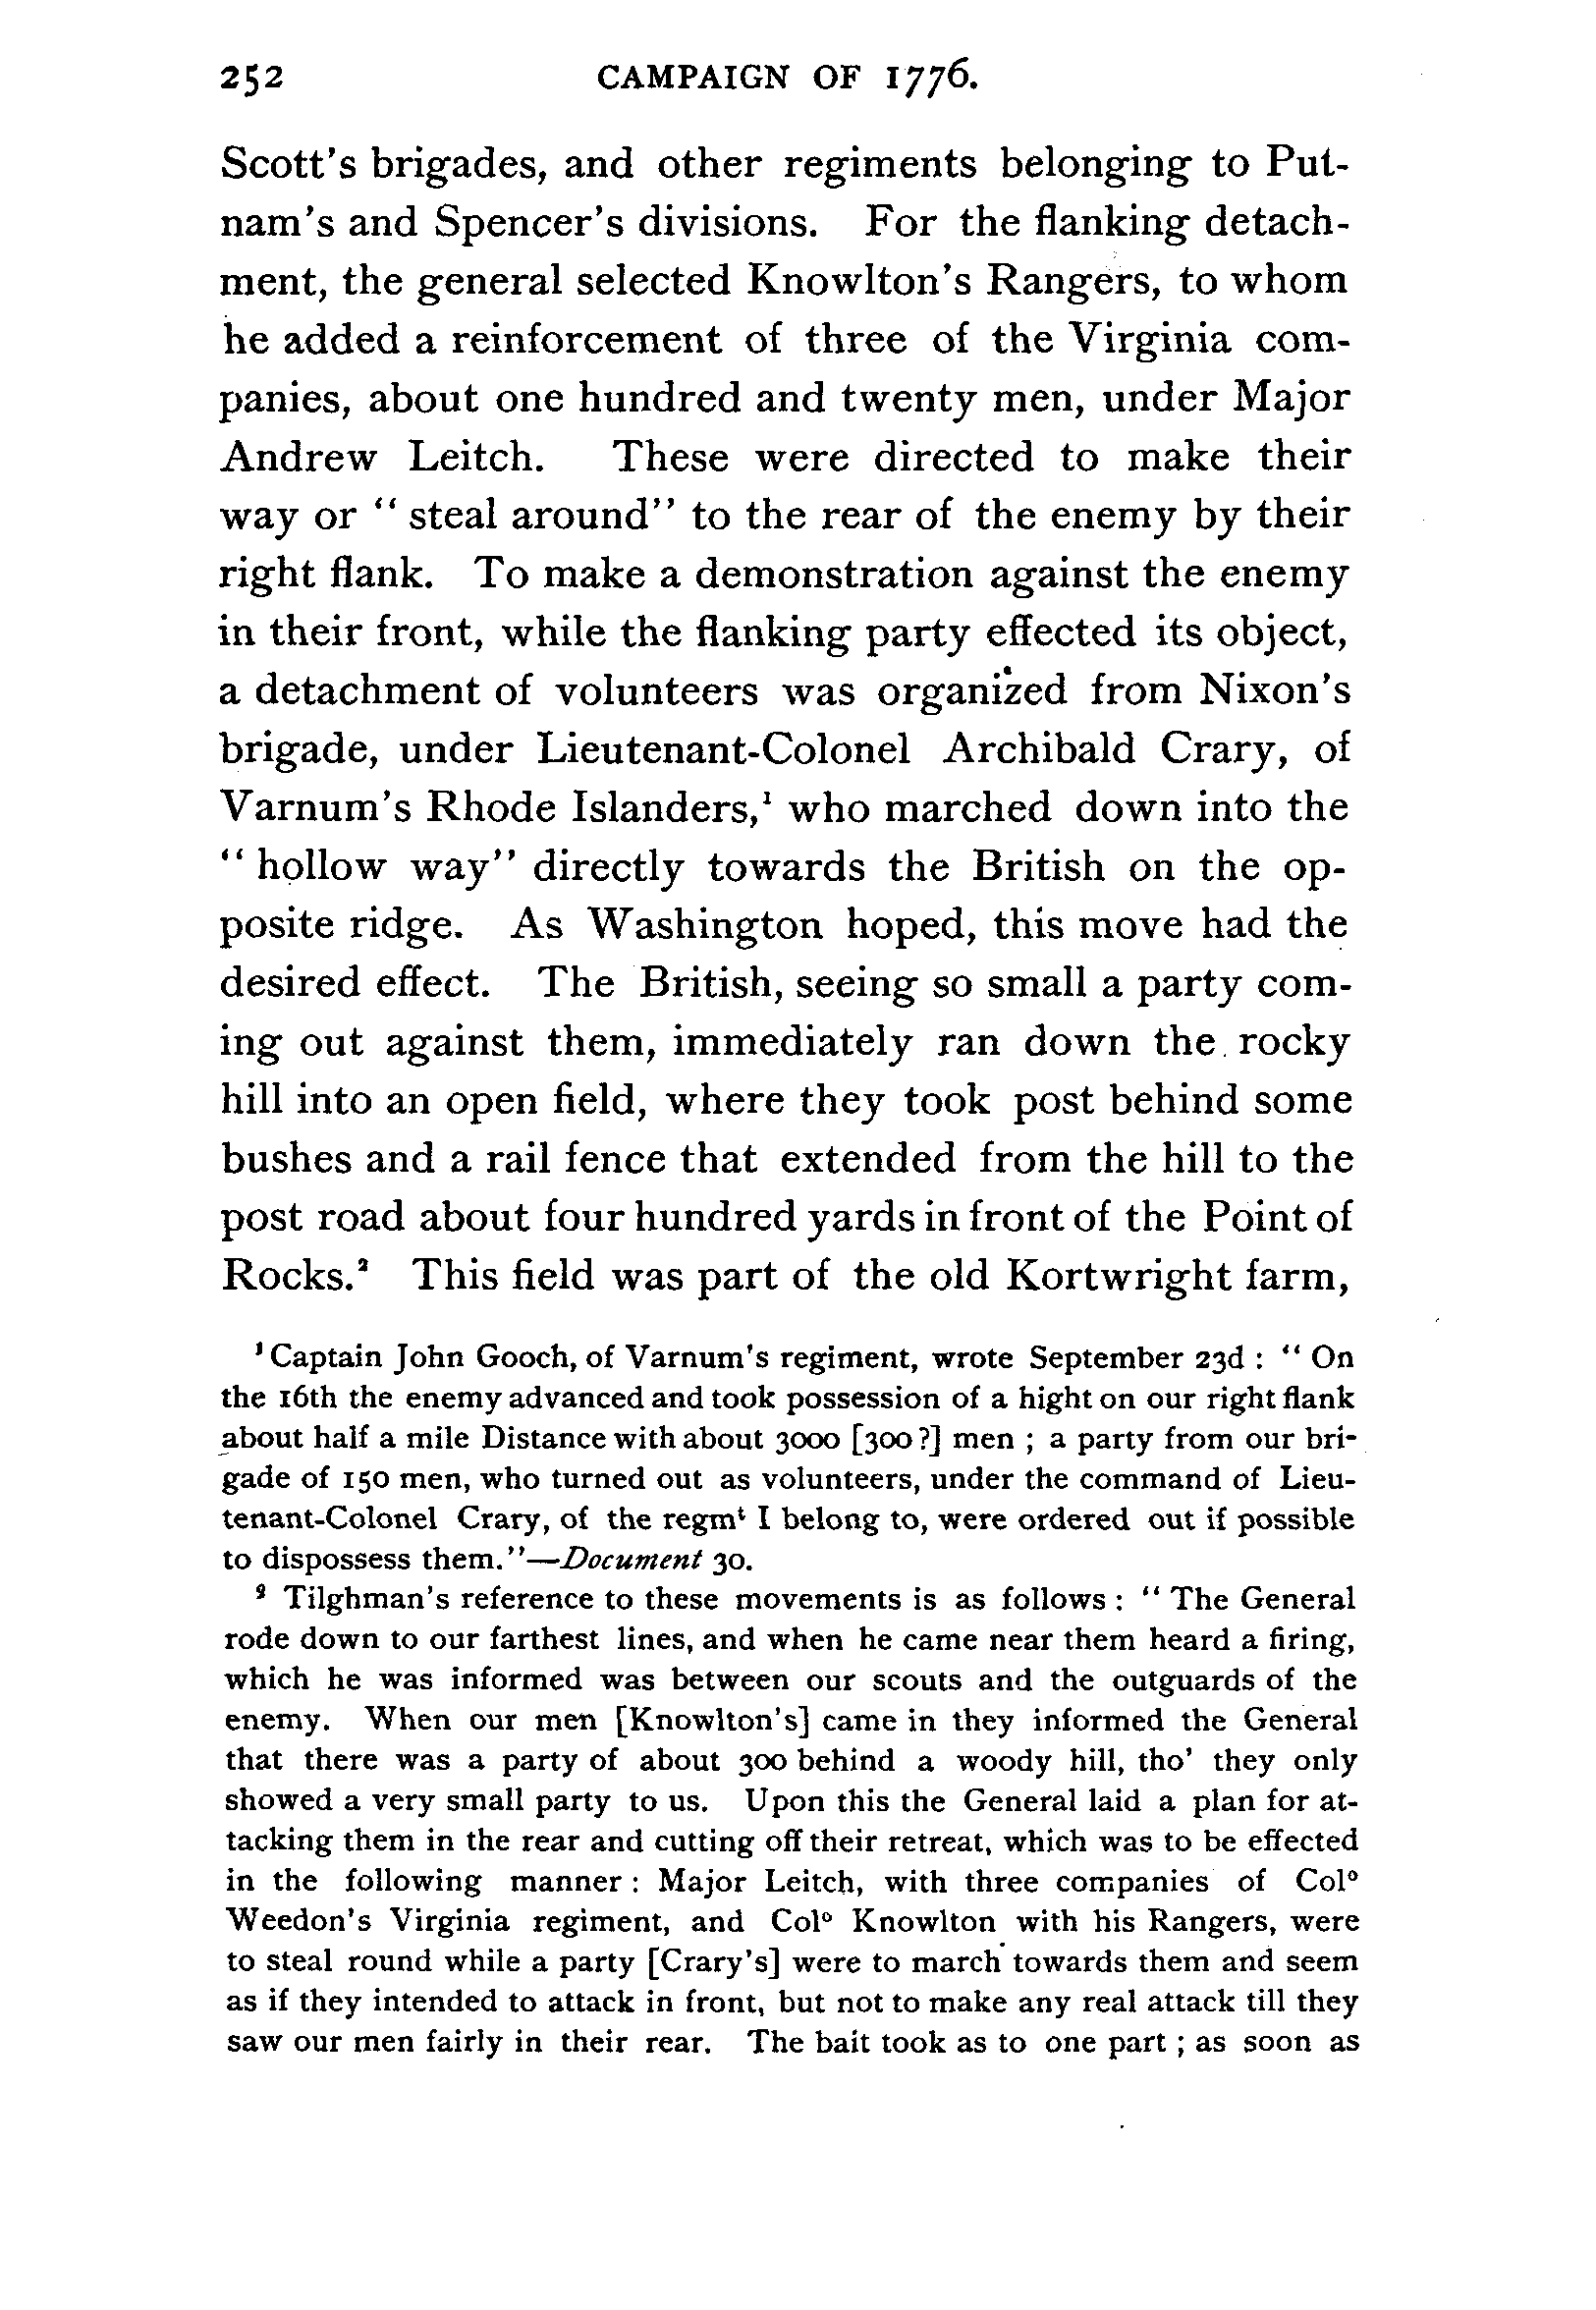 252 CAMPAIGN OF 1776.
Scott's brigades, and other regiments belonging to Put-
nam's and Spencer's divisions. For the flanking detach-
ment, the general selected Knowlton's Rangers, to whom
he added a reinforcement of three of the Virginia com-
panies, about one hundred and twenty men, under Major
Andrew Leitch. These were directed to make their
way or "steal around" to the rear of the enemy by their
right flank. To make a demonstration against the enemy
in their front, while the flanking party effected its object,
a detachment of volunteers was organized from Nixon's
brigade, under Lieutenant-Colonel Archibald Crary, of
Varnum's Rhode Islanders,¹ who marched down into the
"hollow way" directly towards the British on the op-
posite ridge. As Washington hoped, this move had the
desired effect. The British, seeing so small a party com-
ing out against them, immediately ran down the rocky
hill into an open field, where they took post behind some
bushes and a rail fence that extended from the hill to the
post road about four hundred yards in front of the Point of
Rocks.² This field was part of the old Kortwright farm,
¹ Captain John Gooch, of Varnum's regiment, wrote September 23d : "On
the 16th the enemy advanced and took possession of a hight on our right flank
about half a mile Distance with about 3000 [300 ?] men ; a party from our bri-
gade of 150 men, who turned out as volunteers, under the command of Lieu-
tenant-Colonel Crary, of the regmᵗ I belong to, were ordered out if possible
to dispossess them."—Document 30.
² Tilghman's reference to these movements is as follows : "The General
rode down to our farthest lines, and when he came near them heard a firing,
which he was informed was between our scouts and the outguards of the
enemy. When our men [Knowlton's] came in they informed the General
that there was a party of about 300 behind a woody hill, tho' they only
showed a very small party to us. Upon this the General laid a plan for at-
tacking them in the rear and cutting off their retreat, which was to be effected
in the following manner : Major Leitch, with three companies of Colº
Weedon's Virginia regiment, and Colº Knowlton with his Rangers, were
to steal round while a party [Crary's] were to march towards them and seem
as if they intended to attack in front, but not to make any real attack till they
saw our men fairly in their rear. The bait took as to one part ; as soon as